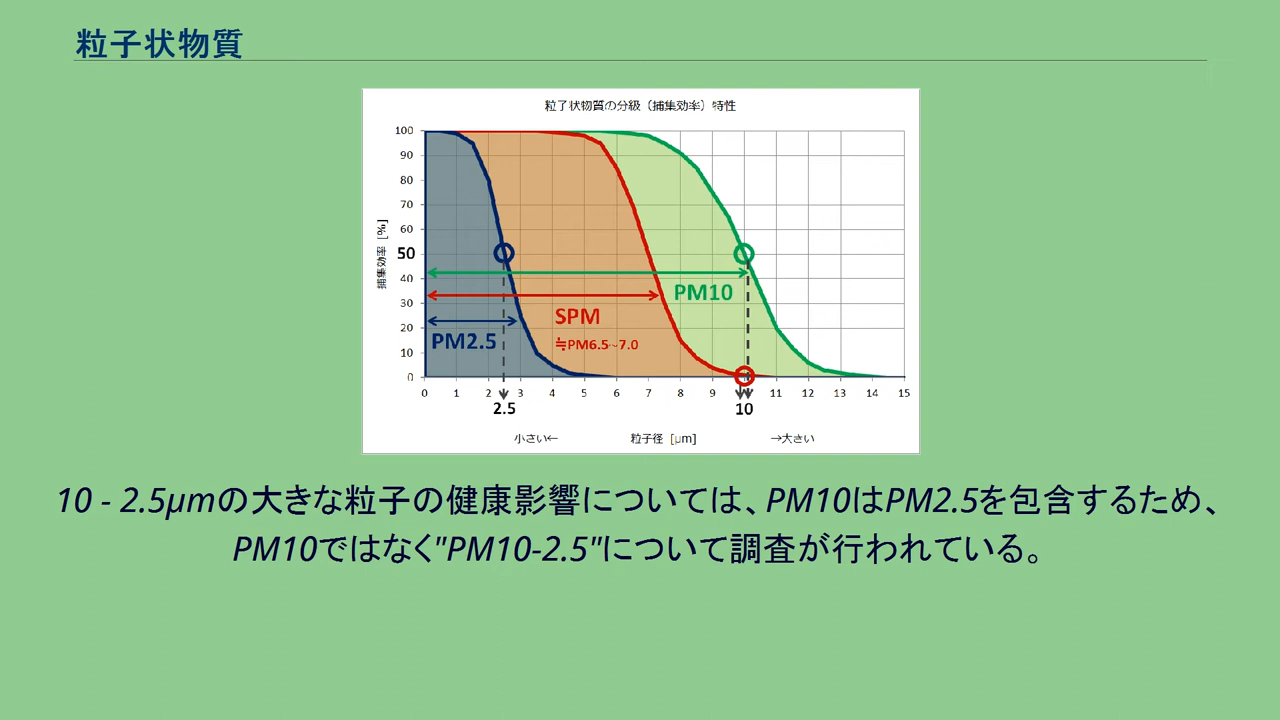 粒子状物質
粒子状物質の分級（捕集効率）特性
100
90
80
70
60
50
40
30
20
10
0
捕集効率 [%]
PM10
SPM
≒PM6.5~7.0
PM2.5
0 1 2 3 4 5 6 7 8 9 11 12 13 14 15
2.5 10
小さい← 粒子径 [μm] →大きい
10 - 2.5μmの大きな粒子の健康影響については、PM10はPM2.5を包含するため、
PM10ではなく"PM10-2.5"について調査が行われている。